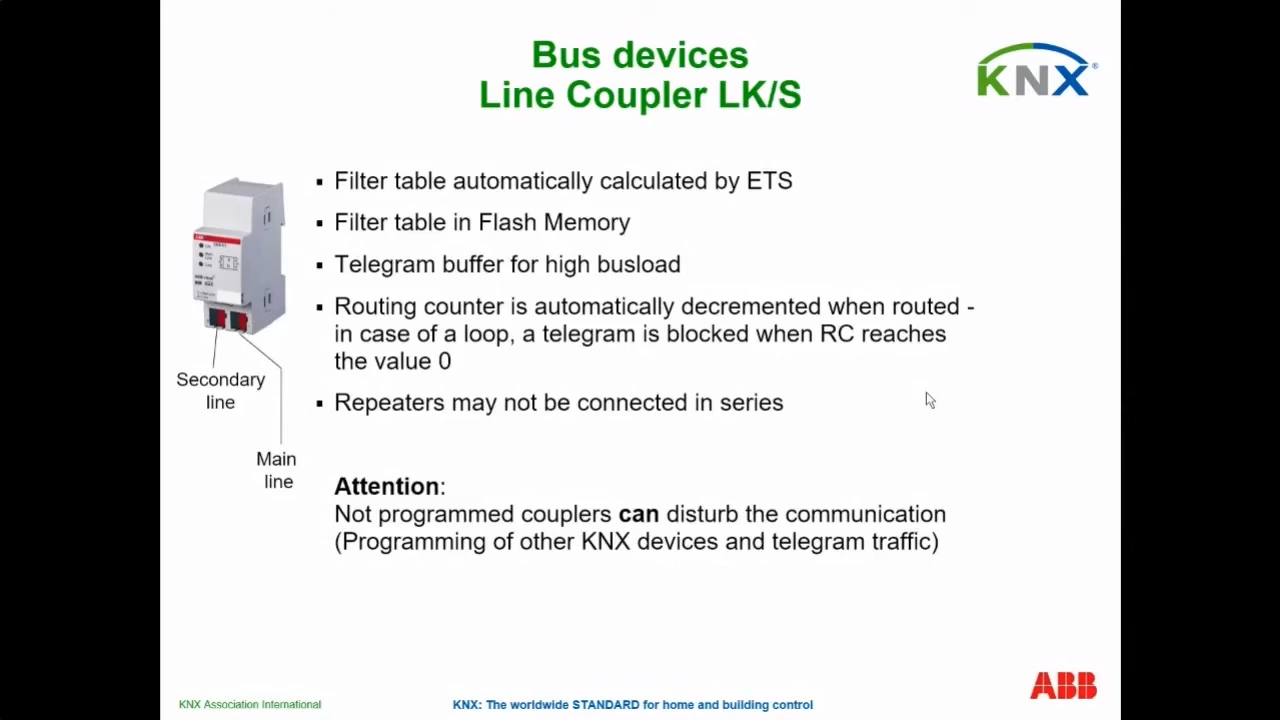 Bus devices
Line Coupler LK/S
KNX®
▪ Filter table automatically calculated by ETS
▪ Filter table in Flash Memory
▪ Telegram buffer for high busload
▪ Routing counter is automatically decremented when routed -
in case of a loop, a telegram is blocked when RC reaches
the value 0
▪ Repeaters may not be connected in series
Secondary
line
Main
line
Attention:
Not programmed couplers can disturb the communication
(Programming of other KNX devices and telegram traffic)
ABB
KNX Association International
KNX: The worldwide STANDARD for home and building control